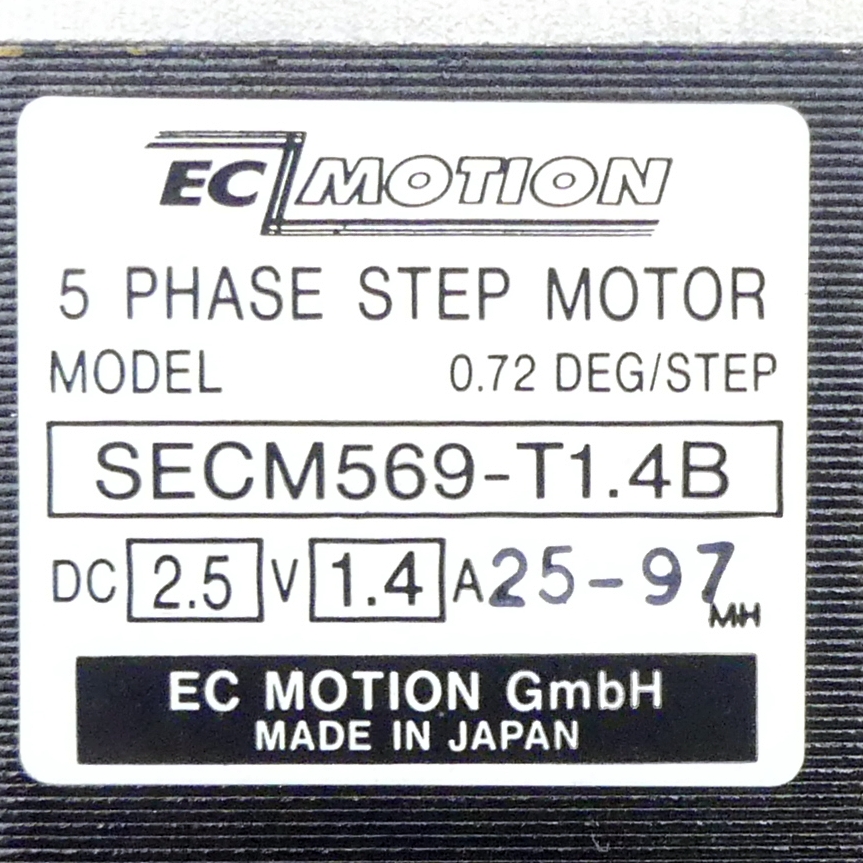 EC MOTION
5 PHASE STEP MOTOR
MODEL 0.72 DEG/STEP
SECM569-T1.4B
DC 2.5 V 1.4 A 25-97
MH
EC MOTION GmbH
MADE IN JAPAN